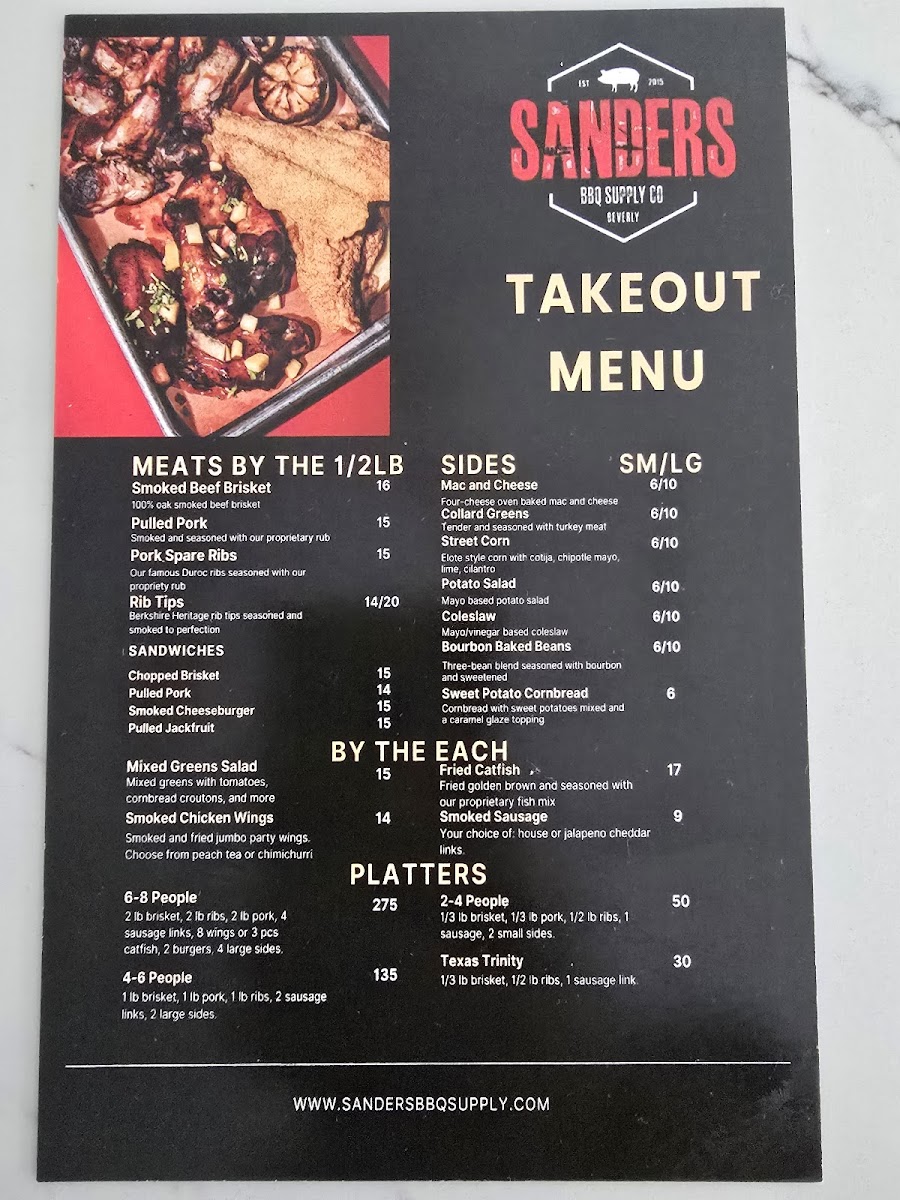 EST 2015
SANDERS
BBQ SUPPLY CO
BEVERLY
TAKEOUT
MENU
MEATS BY THE 1/2LB
Smoked Beef Brisket 16
100% oak smoked beef brisket
Pulled Pork 15
Smoked and seasoned with our proprietary rub
Pork Spare Ribs 15
Our famous Duroc ribs seasoned with our
propriety rub
Rib Tips 14/20
Berkshire Heritage rib tips seasoned and
smoked to perfection
SANDWICHES
Chopped Brisket 15
Pulled Pork 14
Smoked Cheeseburger 15
Pulled Jackfruit 15
SIDES SM/LG
Mac and Cheese 6/10
Four-cheese oven baked mac and cheese
Collard Greens 6/10
Tender and seasoned with turkey meat
Street Corn 6/10
Elote style corn with cotija, chipotle mayo,
lime, cilantro
Potato Salad 6/10
Mayo based potato salad
Coleslaw 6/10
Mayo/vinegar based coleslaw
Bourbon Baked Beans 6/10
Three-bean blend seasoned with bourbon
and sweetened
Sweet Potato Cornbread 6
Cornbread with sweet potatoes mixed and
a caramel glaze topping
BY THE EACH
Mixed Greens Salad 15
Mixed greens with tomatoes,
cornbread croutons, and more
Smoked Chicken Wings 14
Smoked and fried jumbo party wings.
Choose from peach tea or chimichurri
Fried Catfish 17
Fried golden brown and seasoned with
our proprietary fish mix
Smoked Sausage 9
Your choice of: house or jalapeno cheddar
links.
PLATTERS
6-8 People 275
2 lb brisket, 2 lb ribs, 2 lb pork, 4
sausage links, 8 wings or 3 pcs
catfish, 2 burgers, 4 large sides.
4-6 People 135
1 lb brisket, 1 lb pork, 1 lb ribs, 2 sausage
links, 2 large sides.
2-4 People 50
1/3 lb brisket, 1/3 lb pork, 1/2 lb ribs, 1
sausage, 2 small sides.
Texas Trinity 30
1/3 lb brisket, 1/2 lb ribs, 1 sausage link.
WWW.SANDERSBBQSUPPLY.COM